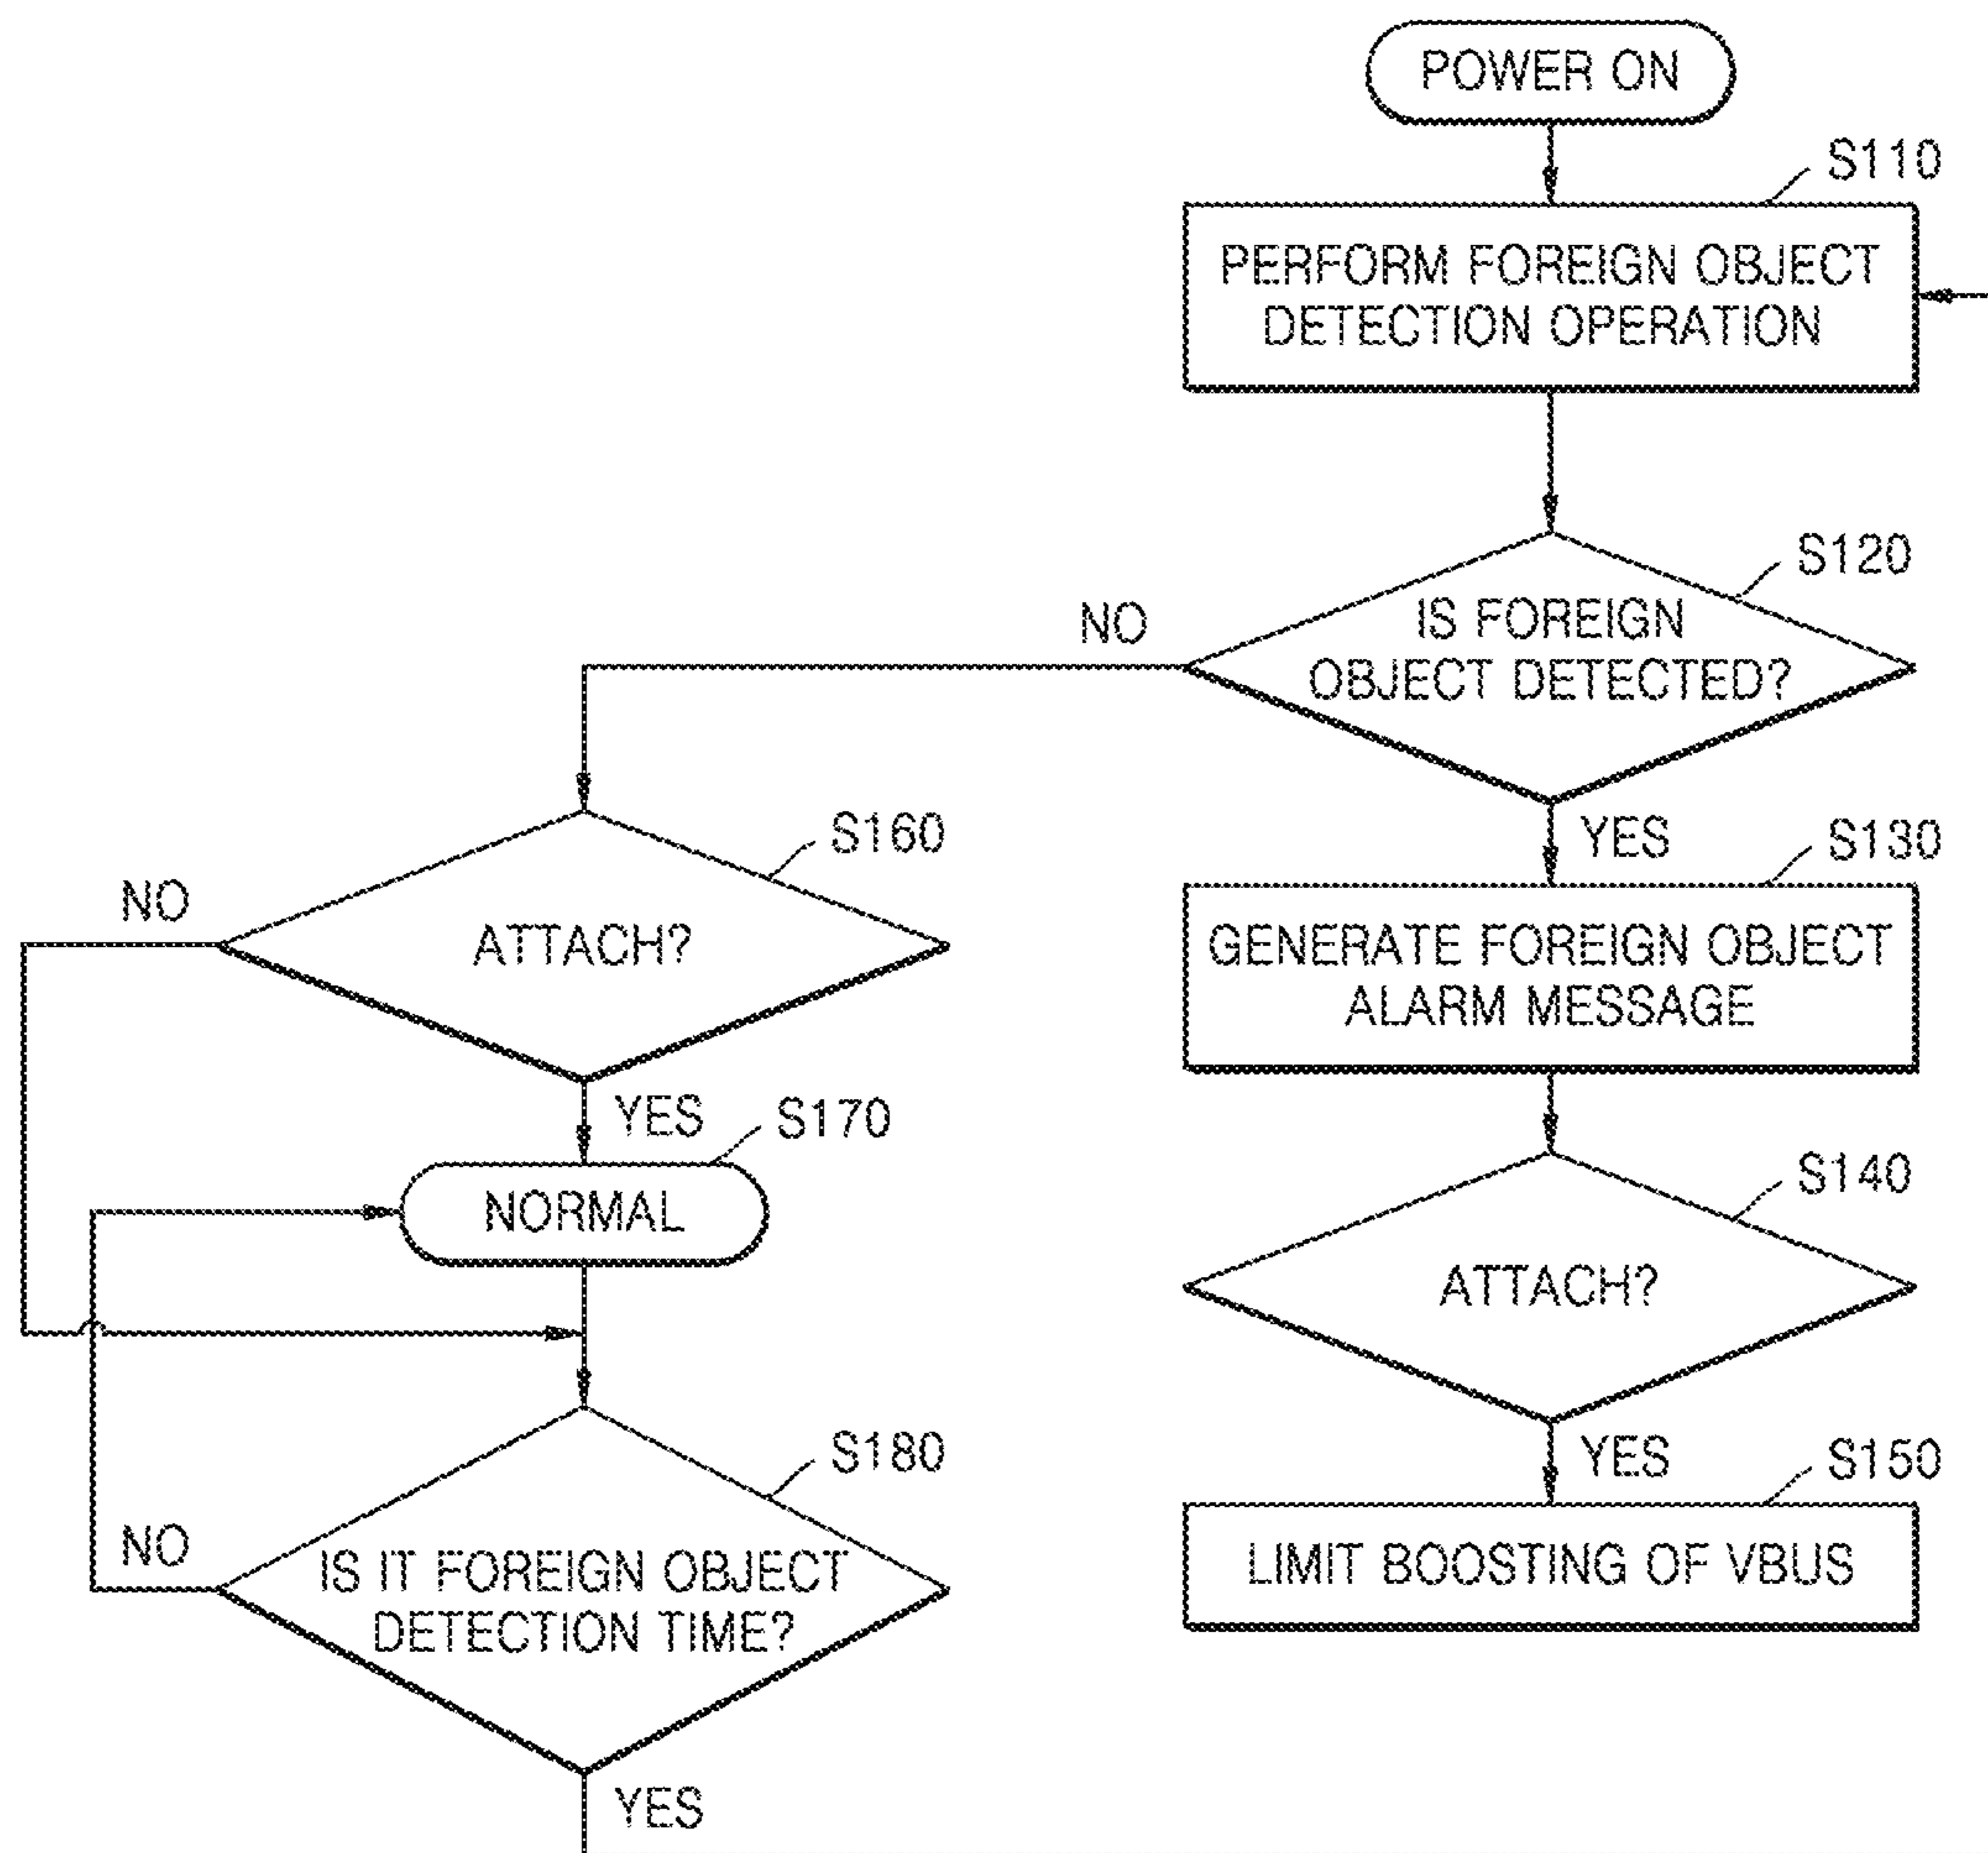 POWER ON
S110
PERFORM FOREIGN OBJECT
DETECTION OPERATION
S120
IS FOREIGN
OBJECT DETECTED?
NO
YES
S130
GENERATE FOREIGN OBJECT
ALARM MESSAGE
S140
ATTACH?
YES
S150
LIMIT BOOSTING OF VBUS
S160
ATTACH?
NO
YES
S170
NORMAL
S180
IS IT FOREIGN OBJECT
DETECTION TIME?
NO
YES